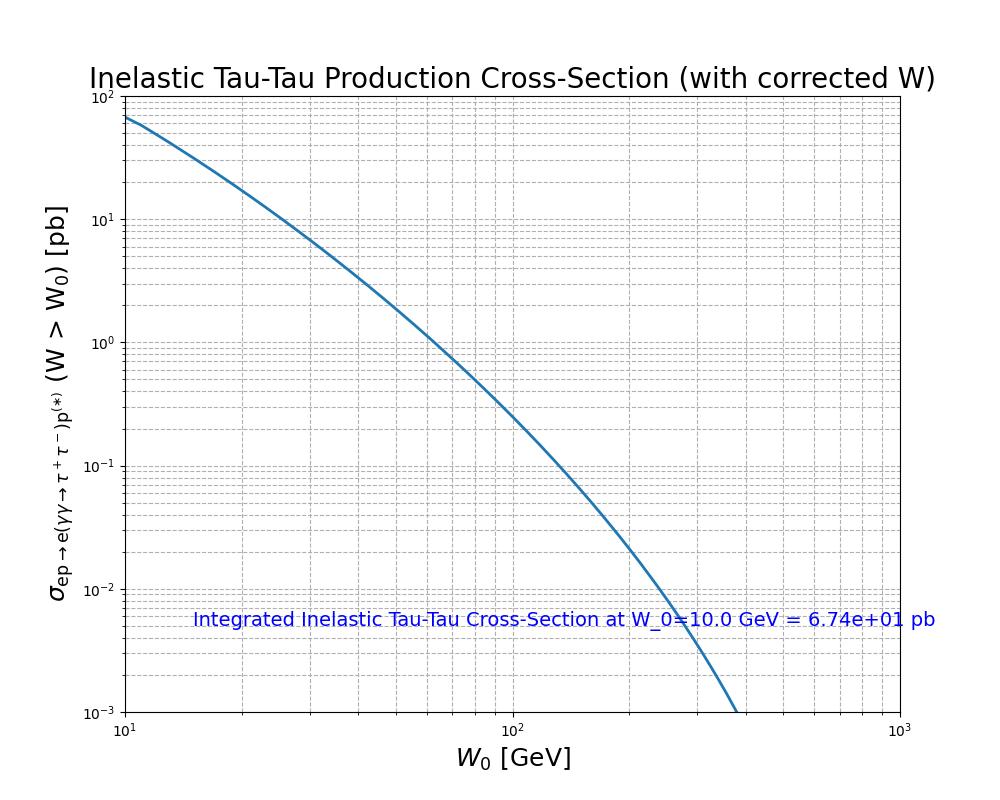 Inelastic Tau-Tau Production Cross-Section (with corrected W)
σ_{ep→e(γγ→τ⁺τ⁻)p^{(*)}} (W > W₀) [pb]
10²
10¹
10⁰
10⁻¹
10⁻²
10⁻³
Integrated Inelastic Tau-Tau Cross-Section at W_0=10.0 GeV = 6.74e+01 pb
10¹
10²
10³
W₀ [GeV]